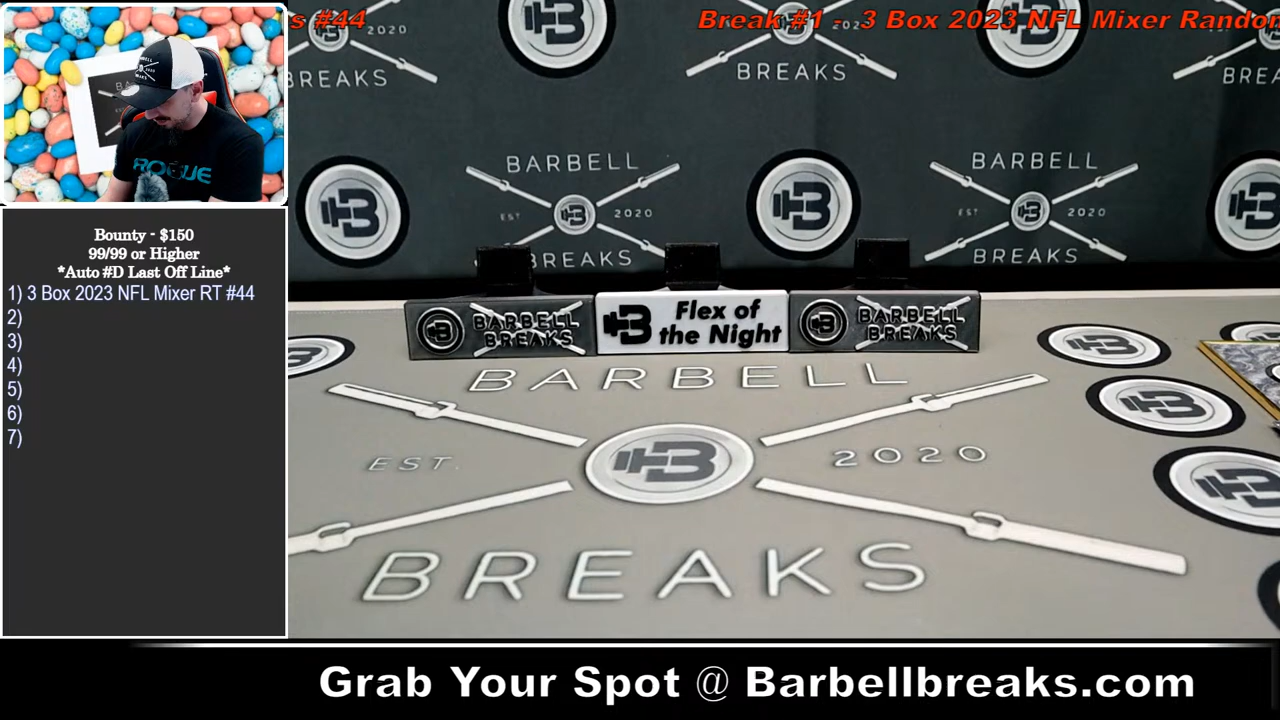 s #44
Break #1 - 3 Box 2023 NFL Mixer Random
2020
BREAKS
BREAKS
BARBELL
EST 2020
BREAKS
BARBELL
EST 2020
BREAKS
ROGUE
Bounty - $150
99/99 or Higher
*Auto #D Last Off Line*
1) 3 Box 2023 NFL Mixer RT #44
2)
3)
4)
5)
6)
7)
BARBELL
BREAKS
Flex of
the Night
BARBELL
BREAKS
BARBELL
EST. 2020
BREAKS
Grab Your Spot @ Barbellbreaks.com